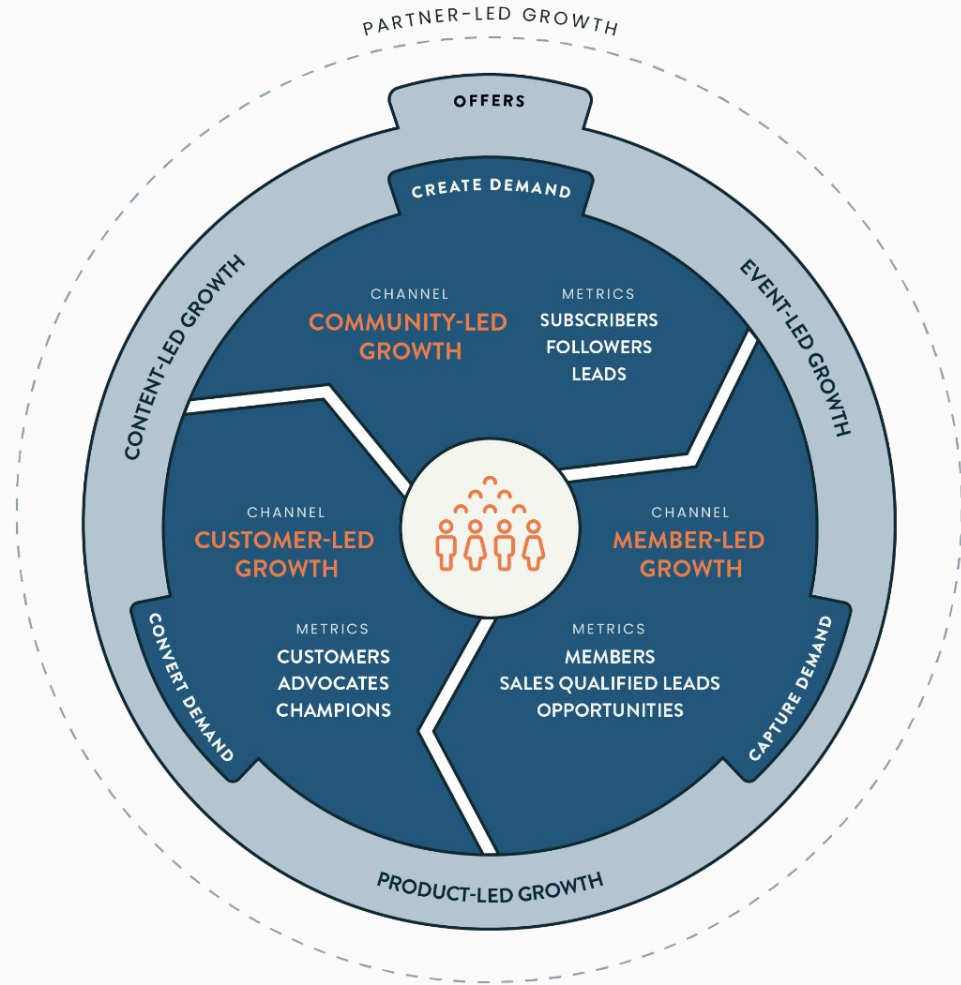 PARTNER-LED GROWTH
OFFERS
CREATE DEMAND
CONTENT-LED GROWTH
EVENT-LED GROWTH
CHANNEL
COMMUNITY-LED
GROWTH
METRICS
SUBSCRIBERS
FOLLOWERS
LEADS
CHANNEL
CUSTOMER-LED
GROWTH
METRICS
CUSTOMERS
ADVOCATES
CHAMPIONS
CHANNEL
MEMBER-LED
GROWTH
METRICS
MEMBERS
SALES QUALIFIED LEADS
OPPORTUNITIES
CONVERT DEMAND
CAPTURE DEMAND
PRODUCT-LED GROWTH